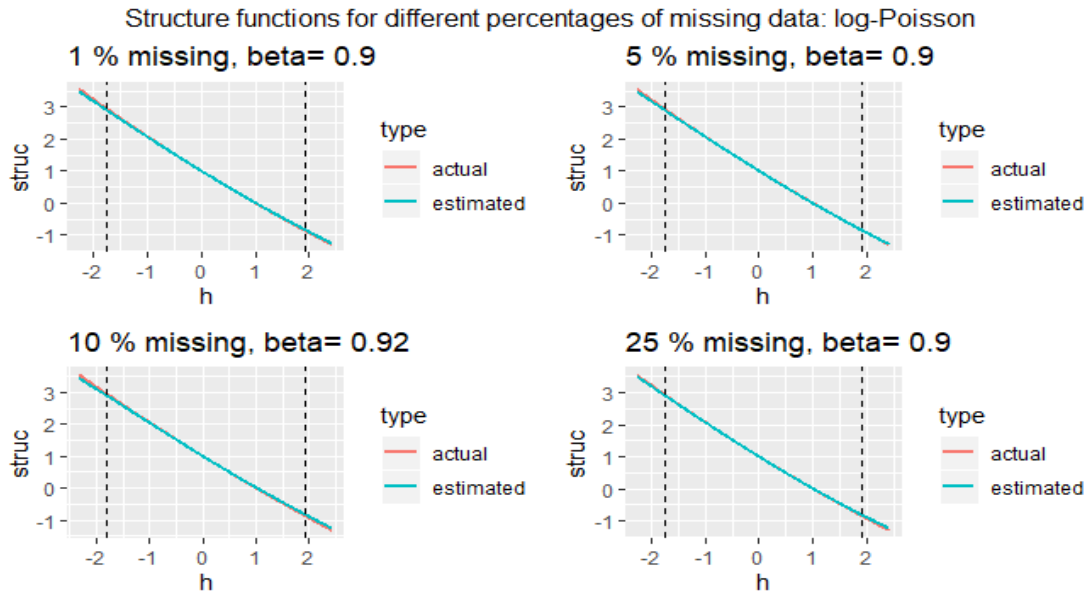 Structure functions for different percentages of missing data: log-Poisson
1 % missing, beta= 0.9
3
2
1
0
-1
struc
-2 -1 0 1 2
h
type
actual
estimated
5 % missing, beta= 0.9
3
2
1
0
-1
struc
-2 -1 0 1 2
h
type
actual
estimated
10 % missing, beta= 0.92
3
2
1
0
-1
struc
-2 -1 0 1 2
h
type
actual
estimated
25 % missing, beta= 0.9
3
2
1
0
-1
struc
-2 -1 0 1 2
h
type
actual
estimated